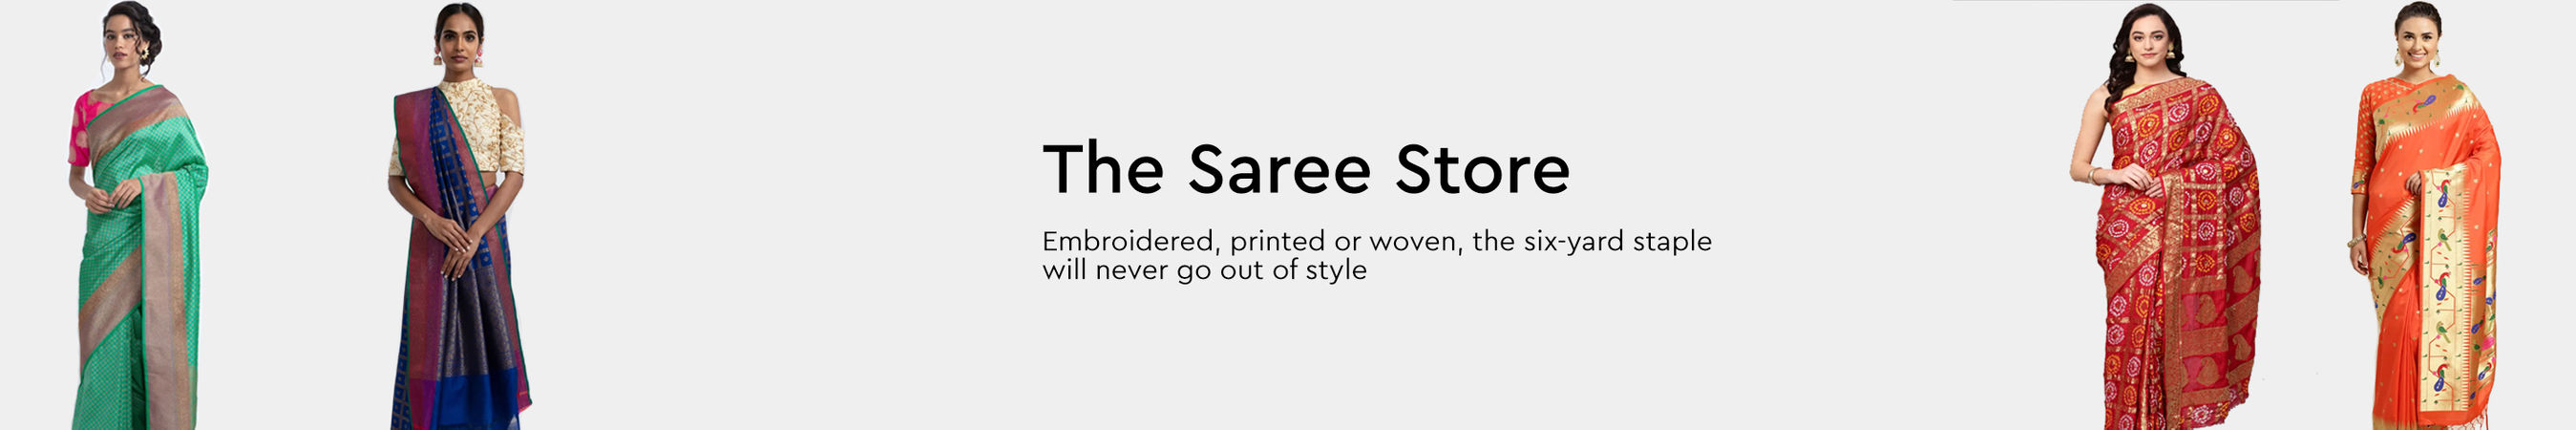 The Saree Store
Embroidered, printed or woven, the six-yard staple
will never go out of style